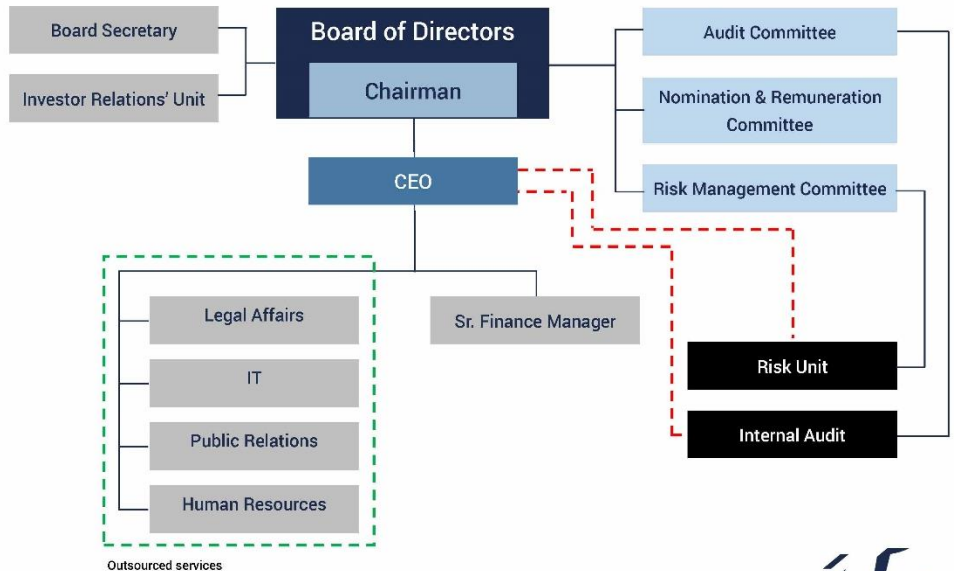 Board Secretary
Investor Relations' Unit
Board of Directors
Chairman
Audit Committee
Nomination & Remuneration
Committee
Risk Management Committee
CEO
Legal Affairs
IT
Public Relations
Human Resources
Sr. Finance Manager
Risk Unit
Internal Audit
Outsourced services